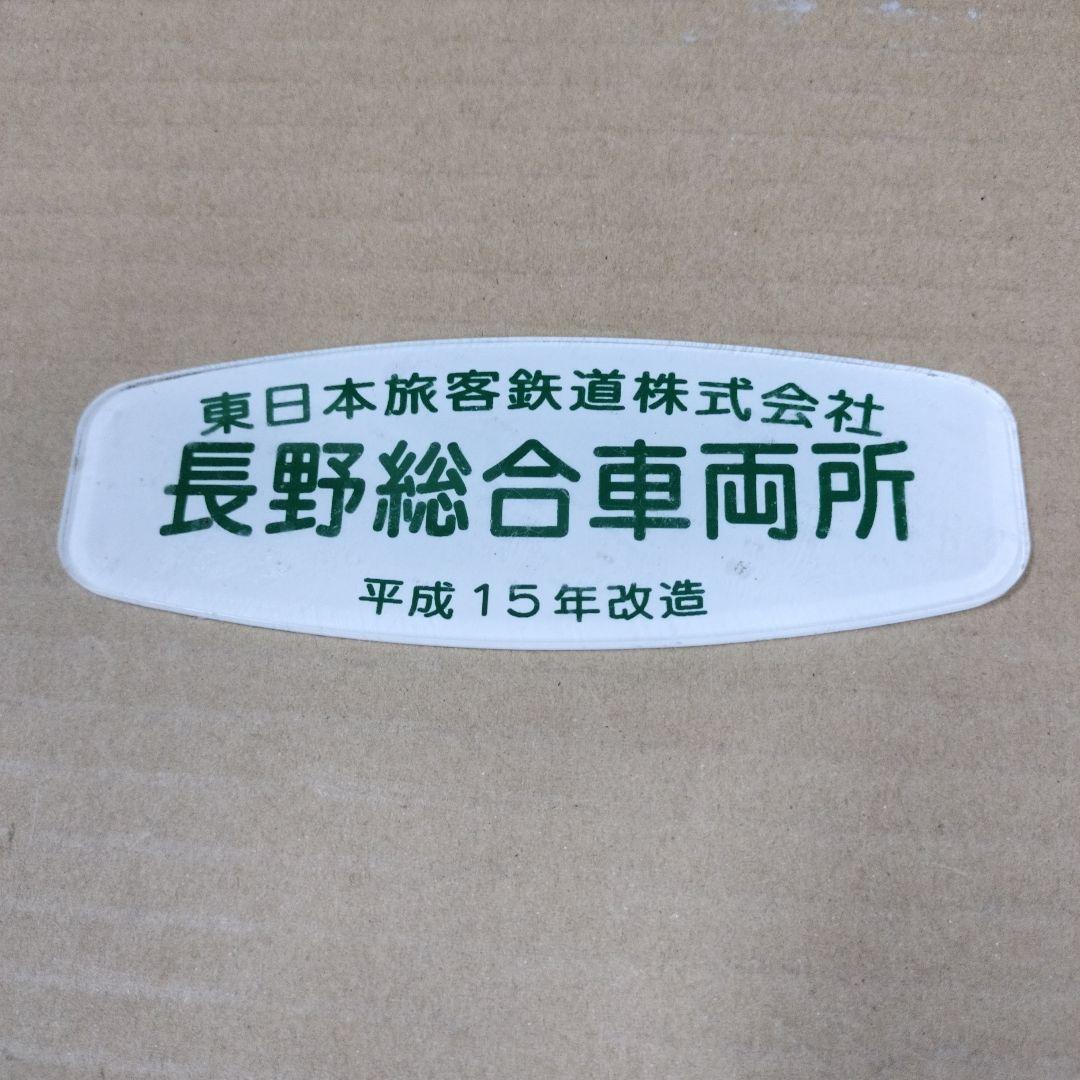 東日本旅客鉄道株式会社
長野総合車両所
平成15年改造